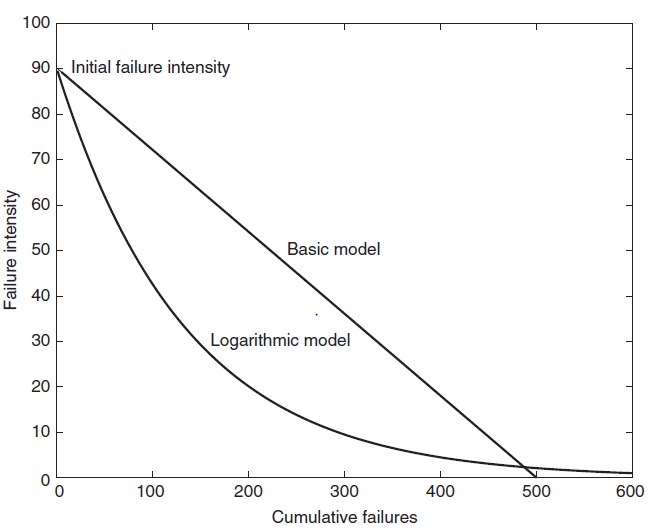 100
90
Initial failure intensity
80
70
60
50
Basic model
40
30
Logarithmic model
20
10
0
Failure intensity
0 100 200 300 400 500 600
Cumulative failures